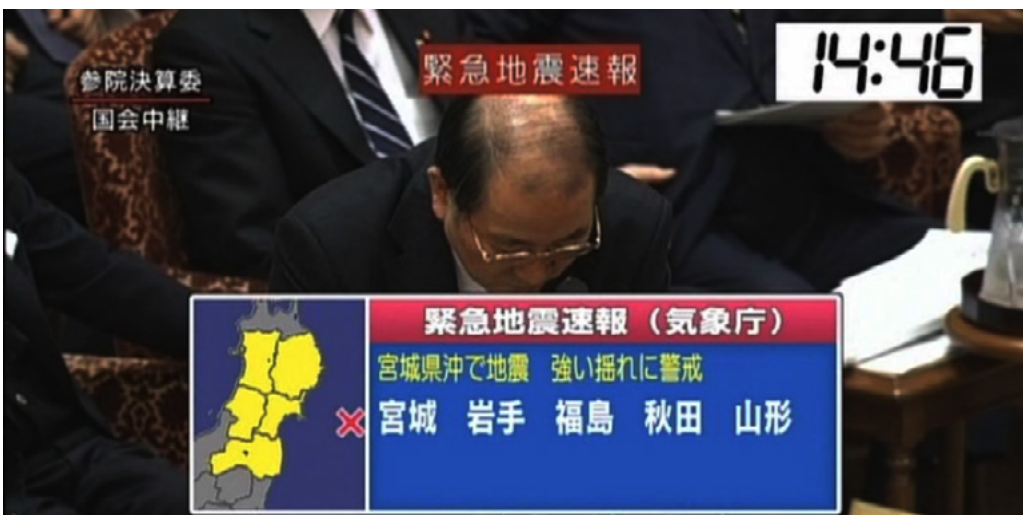 緊急地震速報
14:46
参院決算委
国会中継
緊急地震速報（気象庁）
宮城県沖で地震　強い揺れに警戒
宮城　岩手　福島　秋田　山形